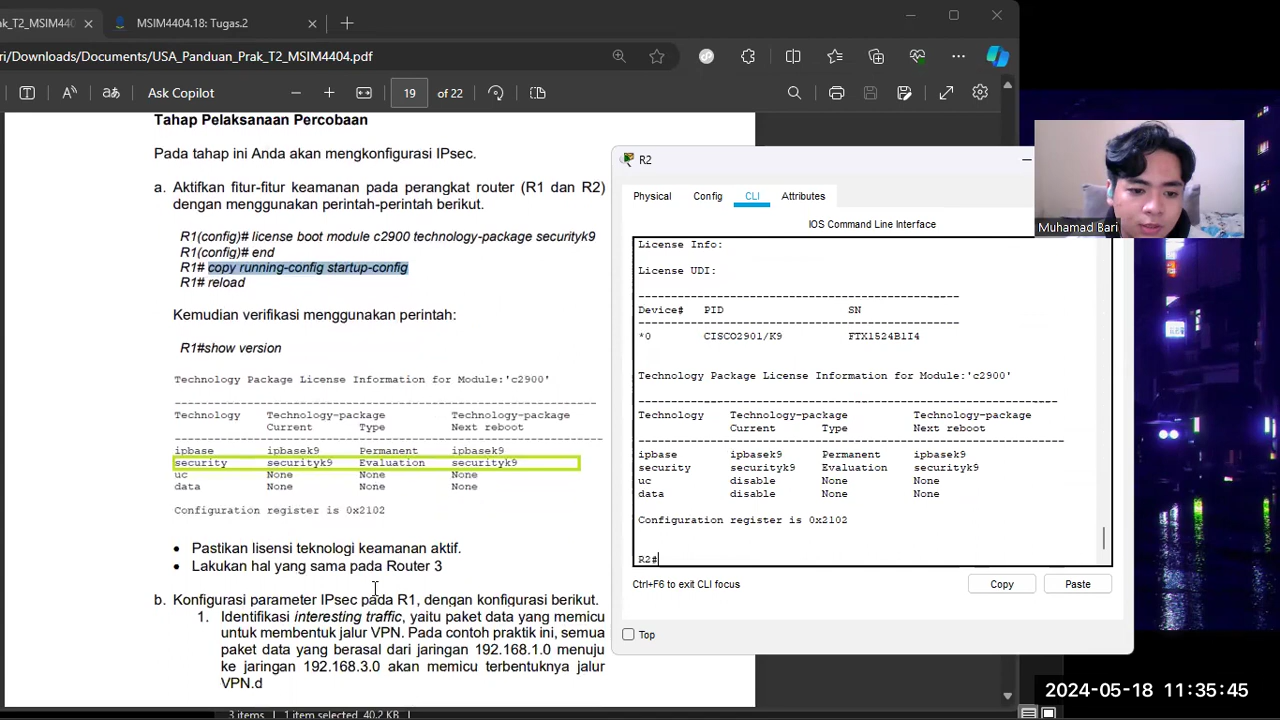 ak_T2_MSIM440
MSIM4404.18: Tugas.2
ri/Downloads/Documents/USA_Panduan_Prak_T2_MSIM4404.pdf
Ask Copilot
19 of 22
Tahap Pelaksanaan Percobaan
Pada tahap ini Anda akan mengkonfigurasi IPsec.
a. Aktifkan fitur-fitur keamanan pada perangkat router (R1 dan R2)
dengan menggunakan perintah-perintah berikut.
R1(config)# license boot module c2900 technology-package securityk9
R1(config)# end
R1# copy running-config startup-config
R1# reload
Kemudian verifikasi menggunakan perintah:
R1#show version
Technology Package License Information for Module:'c2900'
Technology Technology-package Technology-package
Current Type Next reboot
ipbase ipbasek9 Permanent ipbasek9
security securityk9 Evaluation securityk9
uc None None None
data None None None
Configuration register is 0x2102
• Pastikan lisensi teknologi keamanan aktif.
• Lakukan hal yang sama pada Router 3
b. Konfigurasi parameter IPsec pada R1, dengan konfigurasi berikut.
1. Identifikasi interesting traffic, yaitu paket data yang memicu
untuk membentuk jalur VPN. Pada contoh praktik ini, semua
paket data yang berasal dari jaringan 192.168.1.0 menuju
ke jaringan 192.168.3.0 akan memicu terbentuknya jalur
VPN.d
3 items 1 item selected 40.2 KB
R2
Physical Config CLI Attributes
IOS Command Line Interface
License Info:
License UDI:
-------------------------------------------------
Device# PID SN
-------------------------------------------------
*0 CISCO2901/K9 FTX1524B1I4
Technology Package License Information for Module:'c2900'
----------------------------------------------------------------
Technology Technology-package Technology-package
Current Type Next reboot
-----------------------------------------------------------------
ipbase ipbasek9 Permanent ipbasek9
security securityk9 Evaluation securityk9
uc disable None None
data disable None None
Configuration register is 0x2102
R2#
Ctrl+F6 to exit CLI focus
Copy Paste
Top
Muhamad Bari
2024-05-18 11:35:45